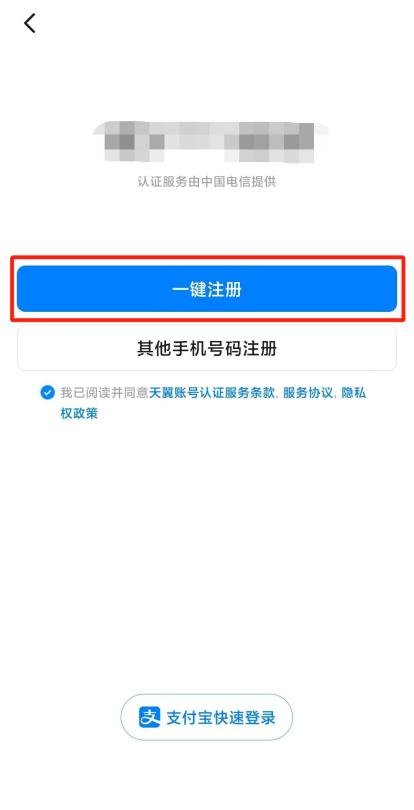 认证服务由中国电信提供
一键注册
其他手机号码注册
我已阅读并同意天翼账号认证服务条款, 服务协议, 隐私
权政策
支 支付宝快速登录